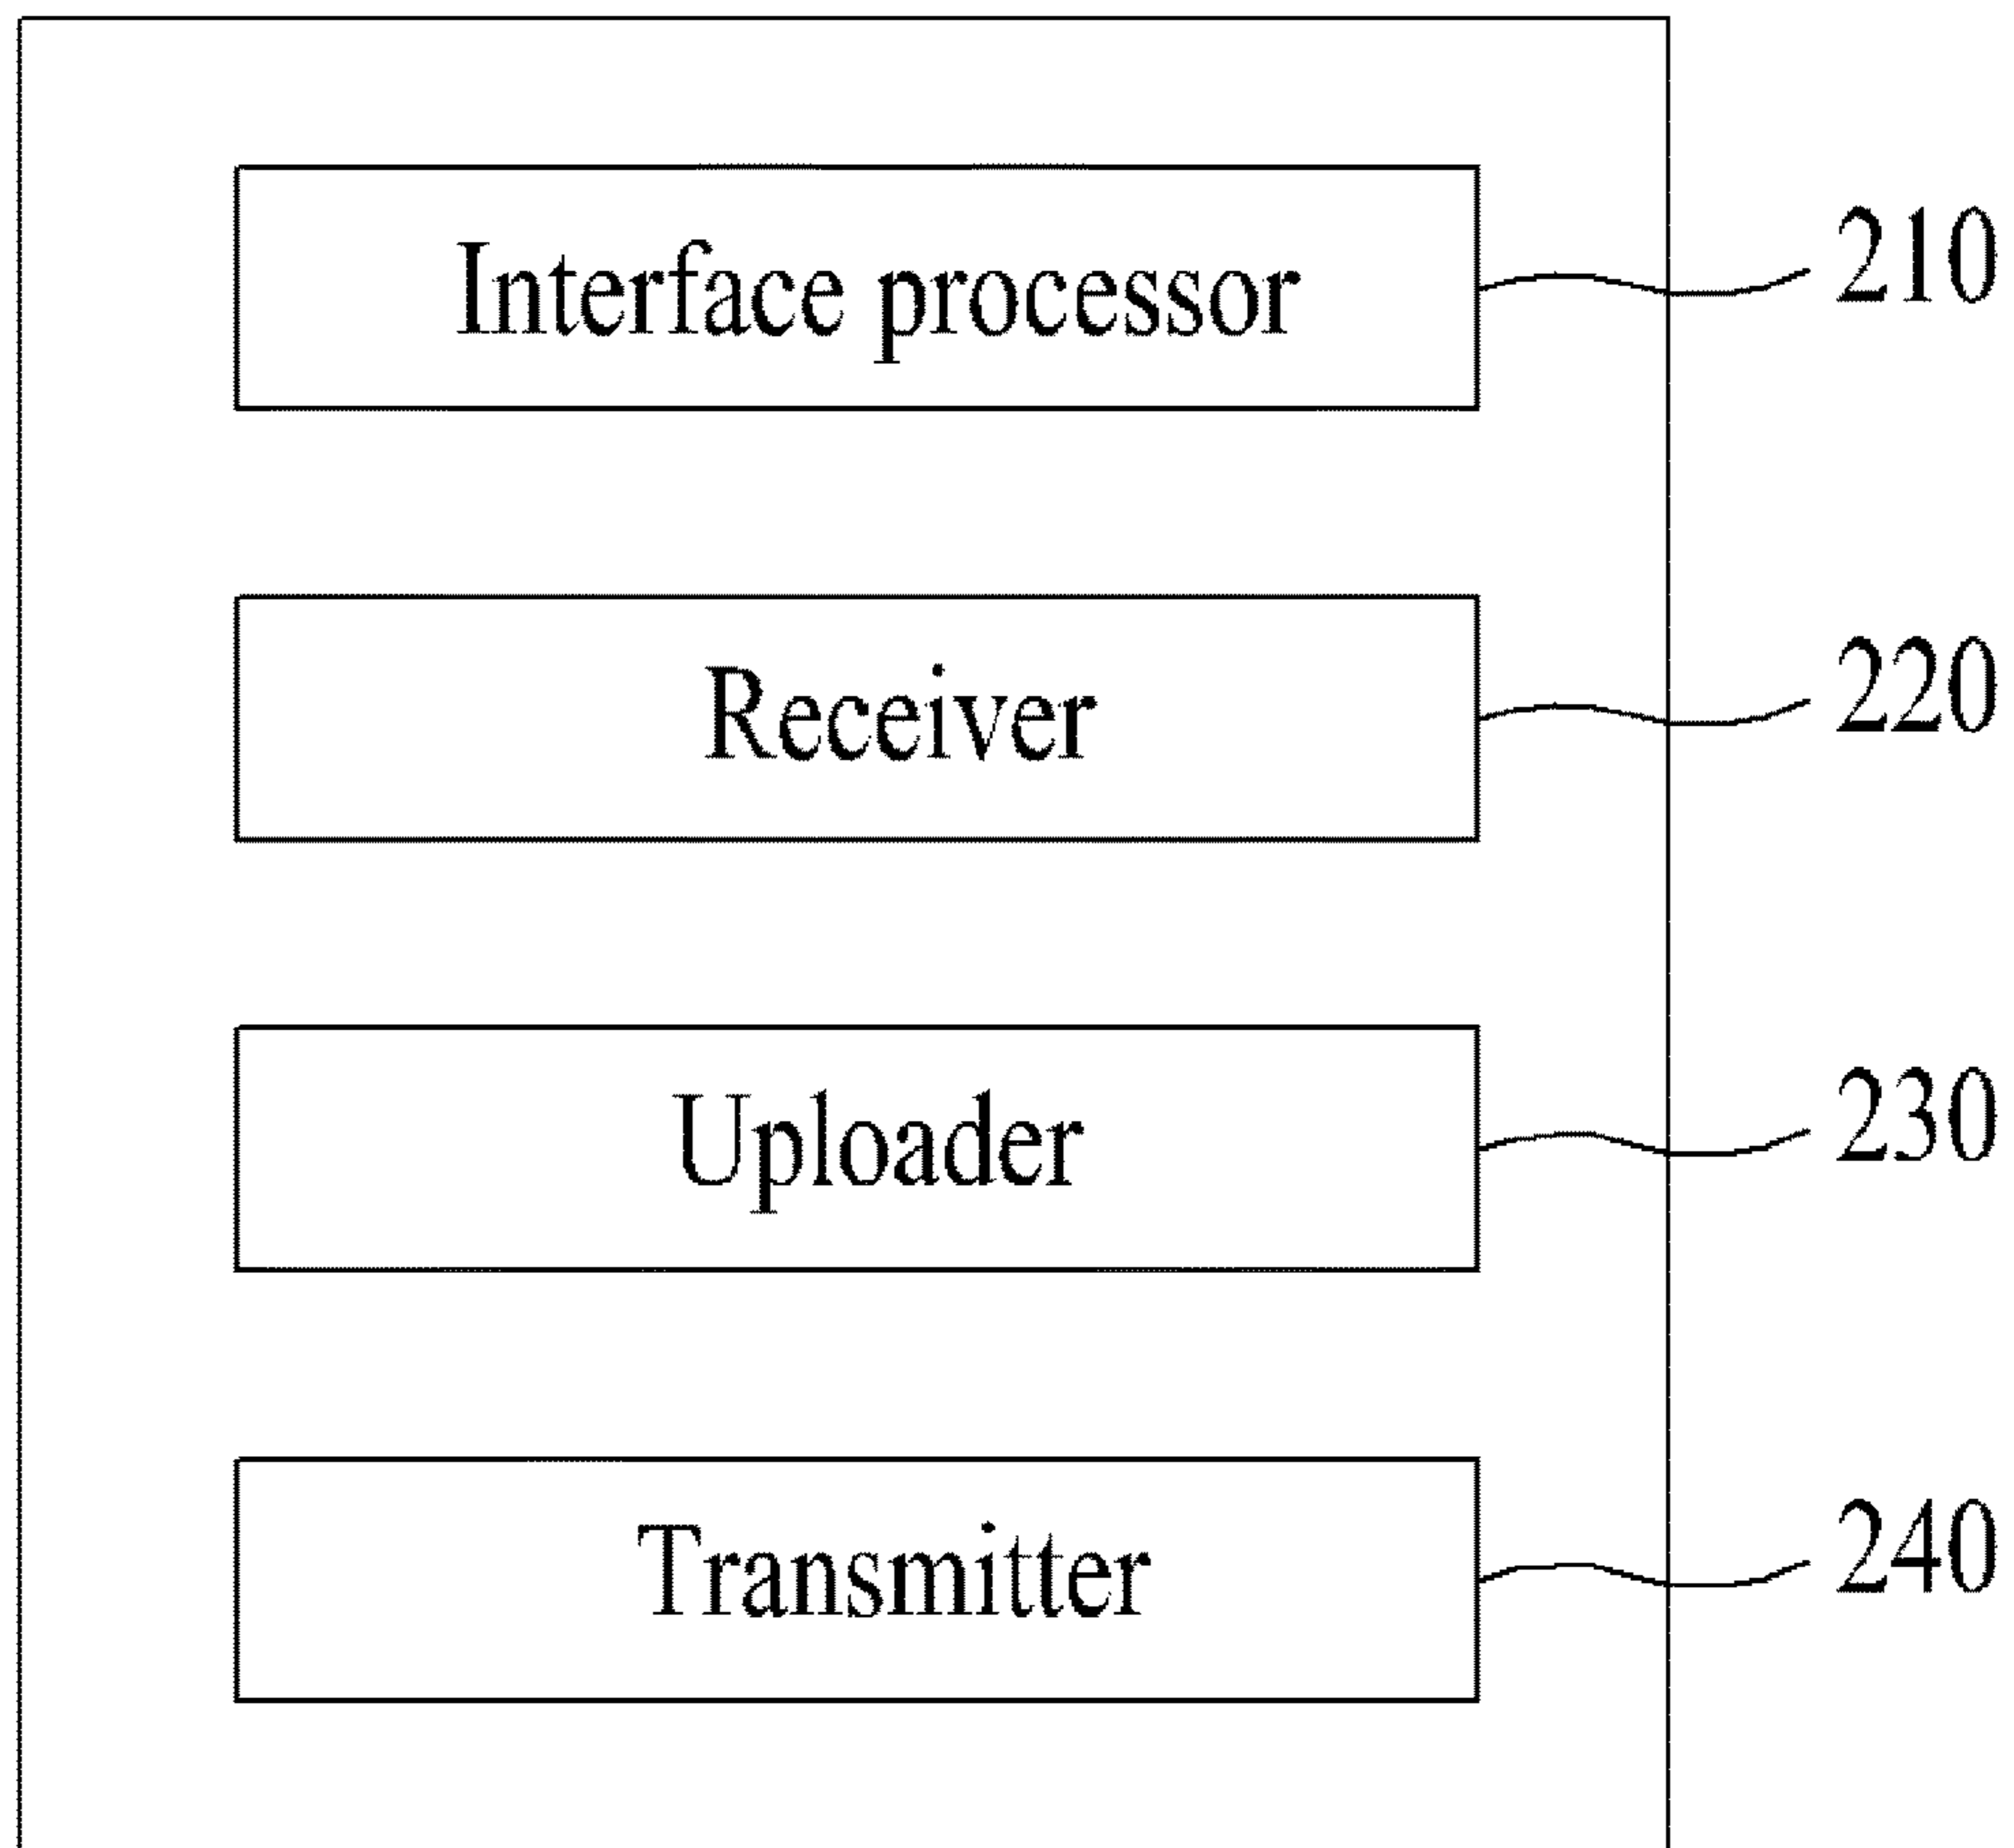 Interface processor 210
Receiver 220
Uploader 230
Transmitter 240